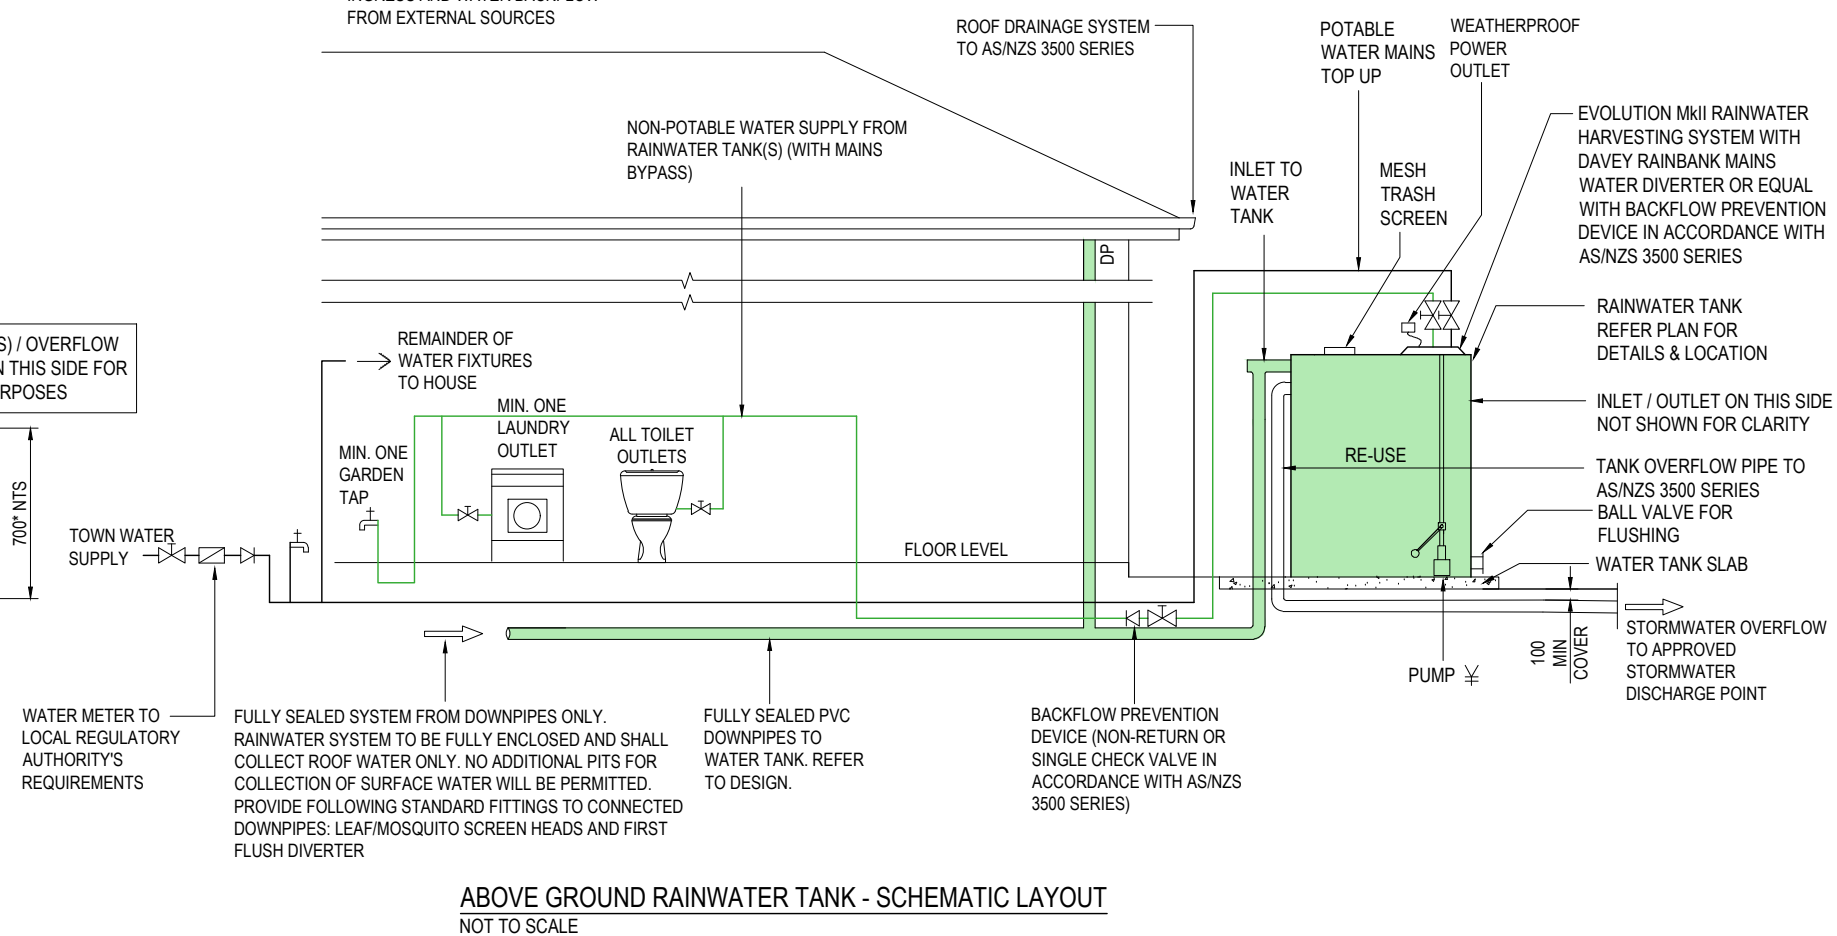 FROM EXTERNAL SOURCES
ROOF DRAINAGE SYSTEM
TO AS/NZS 3500 SERIES
POTABLE
WATER MAINS
TOP UP
WEATHERPROOF
POWER
OUTLET
EVOLUTION MkII RAINWATER
HARVESTING SYSTEM WITH
DAVEY RAINBANK MAINS
WATER DIVERTER OR EQUAL
WITH BACKFLOW PREVENTION
DEVICE IN ACCORDANCE WITH
AS/NZS 3500 SERIES
NON-POTABLE WATER SUPPLY FROM
RAINWATER TANK(S) (WITH MAINS
BYPASS)
INLET TO
WATER
TANK
MESH
TRASH
SCREEN
DP
RAINWATER TANK
REFER PLAN FOR
DETAILS & LOCATION
S) / OVERFLOW
N THIS SIDE FOR
RPOSES
REMAINDER OF
WATER FIXTURES
TO HOUSE
INLET / OUTLET ON THIS SIDE
NOT SHOWN FOR CLARITY
MIN. ONE
LAUNDRY
OUTLET
ALL TOILET
OUTLETS
MIN. ONE
GARDEN
TAP
RE-USE
TANK OVERFLOW PIPE TO
AS/NZS 3500 SERIES
BALL VALVE FOR
FLUSHING
700* NTS
TOWN WATER
SUPPLY
FLOOR LEVEL
WATER TANK SLAB
100
MIN
COVER
STORMWATER OVERFLOW
TO APPROVED
STORMWATER
DISCHARGE POINT
PUMP ¥
WATER METER TO
LOCAL REGULATORY
AUTHORITY'S
REQUIREMENTS
FULLY SEALED SYSTEM FROM DOWNPIPES ONLY.
RAINWATER SYSTEM TO BE FULLY ENCLOSED AND SHALL
COLLECT ROOF WATER ONLY. NO ADDITIONAL PITS FOR
COLLECTION OF SURFACE WATER WILL BE PERMITTED.
PROVIDE FOLLOWING STANDARD FITTINGS TO CONNECTED
DOWNPIPES: LEAF/MOSQUITO SCREEN HEADS AND FIRST
FLUSH DIVERTER
FULLY SEALED PVC
DOWNPIPES TO
WATER TANK. REFER
TO DESIGN.
BACKFLOW PREVENTION
DEVICE (NON-RETURN OR
SINGLE CHECK VALVE IN
ACCORDANCE WITH AS/NZS
3500 SERIES)
ABOVE GROUND RAINWATER TANK - SCHEMATIC LAYOUT
NOT TO SCALE